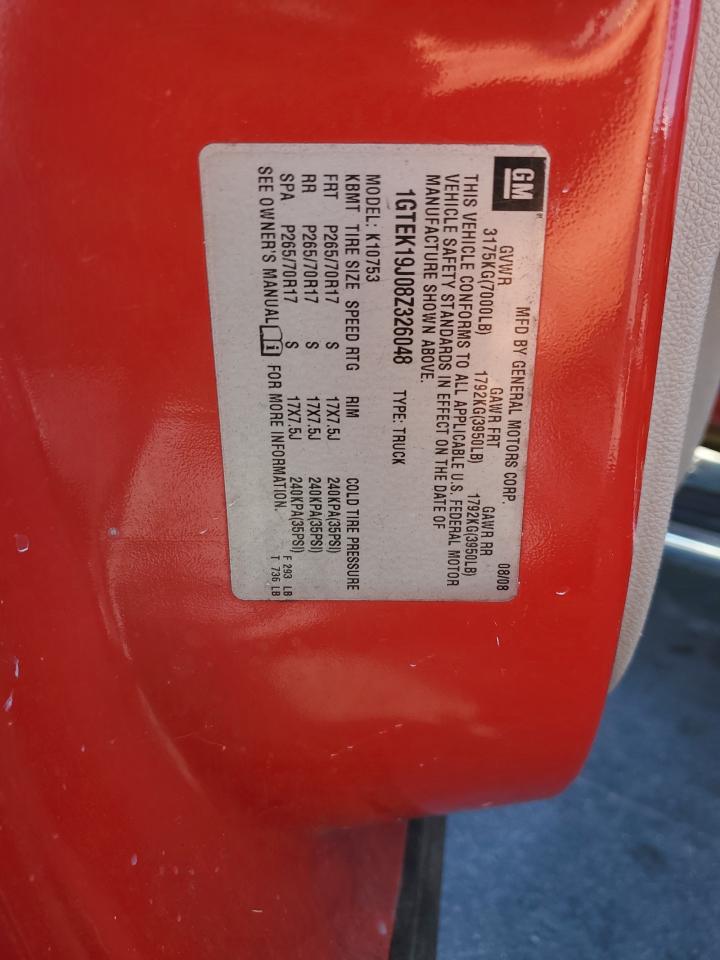 GM
MFD BY GENERAL MOTORS CORP. 08/08
GVWR GAWR FRT GAWR RR
3175KG(7000LB) 1792KG(3950LB) 1792KG(3950LB)
THIS VEHICLE CONFORMS TO ALL APPLICABLE U.S. FEDERAL MOTOR
VEHICLE SAFETY STANDARDS IN EFFECT ON THE DATE OF
MANUFACTURE SHOWN ABOVE.
1GTEK19J08Z326048 TYPE: TRUCK
MODEL: K10753
KBMT TIRE SIZE SPEED RTG RIM COLD TIRE PRESSURE
FRT P265/70R17 S 17X7.5J 240KPA(35PSI)
RR P265/70R17 S 17X7.5J 240KPA(35PSI)
SPA P265/70R17 S 17X7.5J 240KPA(35PSI) F 293 LB
SEE OWNER'S MANUAL i FOR MORE INFORMATION. T 736 LB